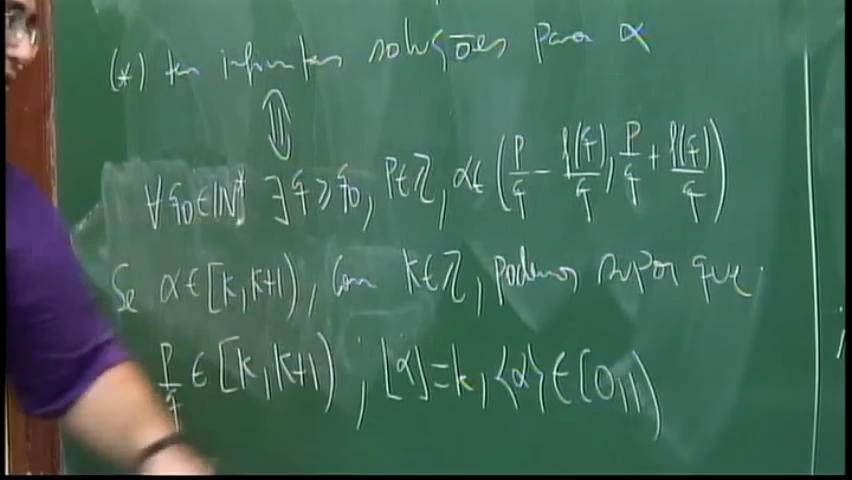 (*) tem infinitas soluções para α
⇕
∀ q₀ ∈ ℕ* ∃ q ≥ q₀, p ∈ ℤ, α ∈ (p/q − f(q)/q, p/q + f(q)/q)
Se α ∈ [k, k+1), com k ∈ ℤ, podemos supor que
p/q ∈ [k, k+1), ⌊α⌋ = k, {α} ∈ [0,1)